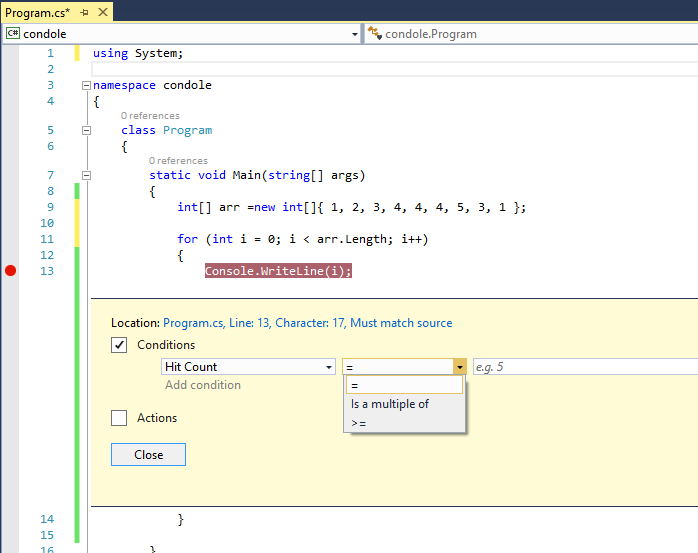 Program.cs*
C# condole condole.Program
1 using System;
2
3 namespace condole
4 {
0 references
5 class Program
6 {
0 references
7 static void Main(string[] args)
8 {
9 int[] arr =new int[]{ 1, 2, 3, 4, 4, 4, 5, 3, 1 };
10
11 for (int i = 0; i < arr.Length; i++)
12 {
13 Console.WriteLine(i);
Location: Program.cs, Line: 13, Character: 17, Must match source
Conditions
Hit Count = e.g. 5
Add condition =
Is a multiple of
>=
Actions
Close
14 }
15
16 }